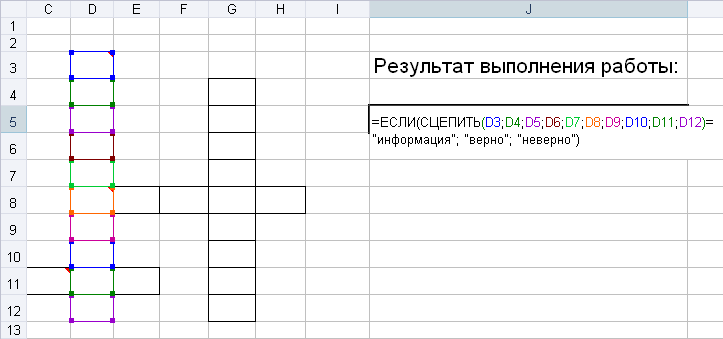 C D E F G H I J
1
2
3 Результат выполнения работы:
4
5 =ЕСЛИ(СЦЕПИТЬ(D3;D4;D5;D6;D7;D8;D9;D10;D11;D12)=
6 "информация"; "верно"; "неверно")
7
8
9
10
11
12
13